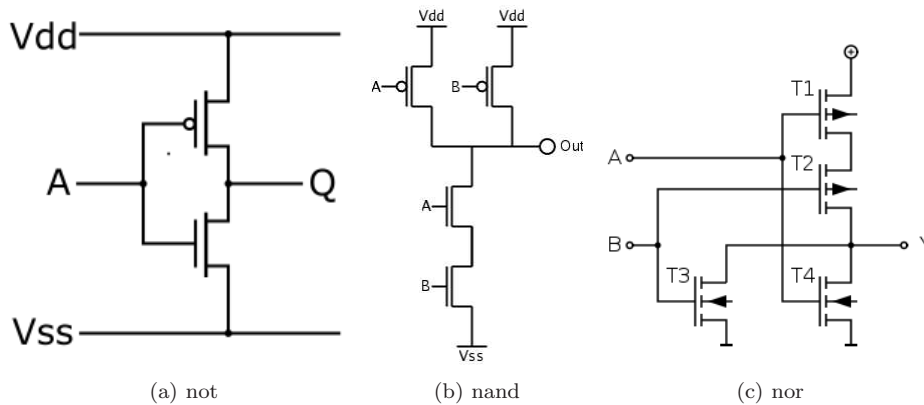 Vdd
A
Q
Vss
(a) not
Vdd
Vdd
A
B
Out
A
B
Vss
(b) nand
T1
A
T2
B
Y
T3
T4
(c) nor